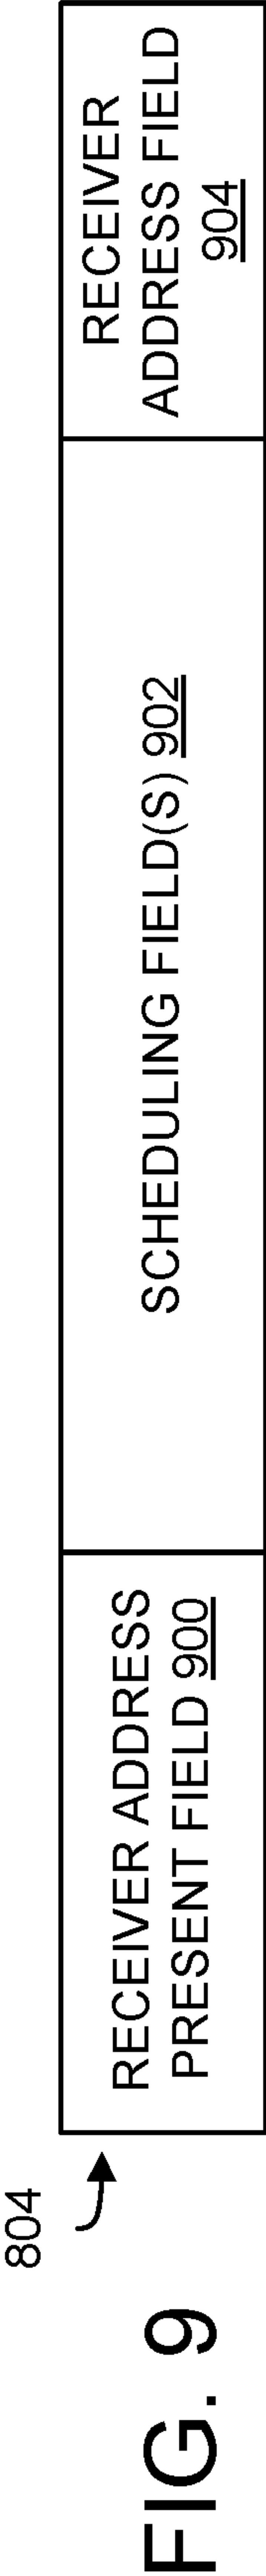 804
RECEIVER ADDRESS
PRESENT FIELD 900
SCHEDULING FIELD(S) 902
RECEIVER
ADDRESS FIELD
904
FIG. 9